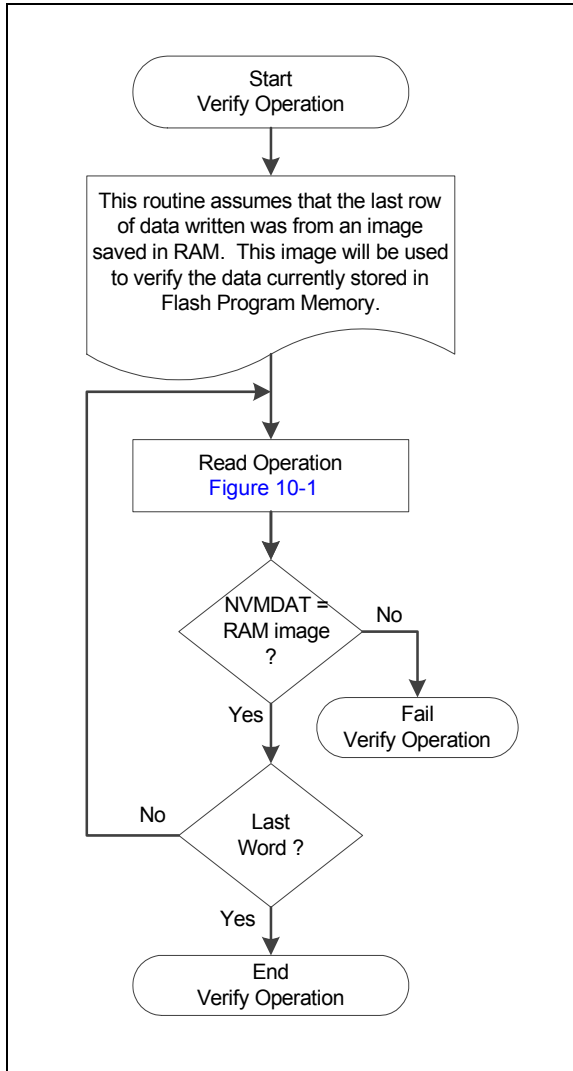 Start
Verify Operation
This routine assumes that the last row
of data written was from an image
saved in RAM. This image will be used
to verify the data currently stored in
Flash Program Memory.
Read Operation
Figure 10-1
NVMDAT =
RAM image
?
No
Fail
Verify Operation
Yes
No
Last
Word ?
Yes
End
Verify Operation